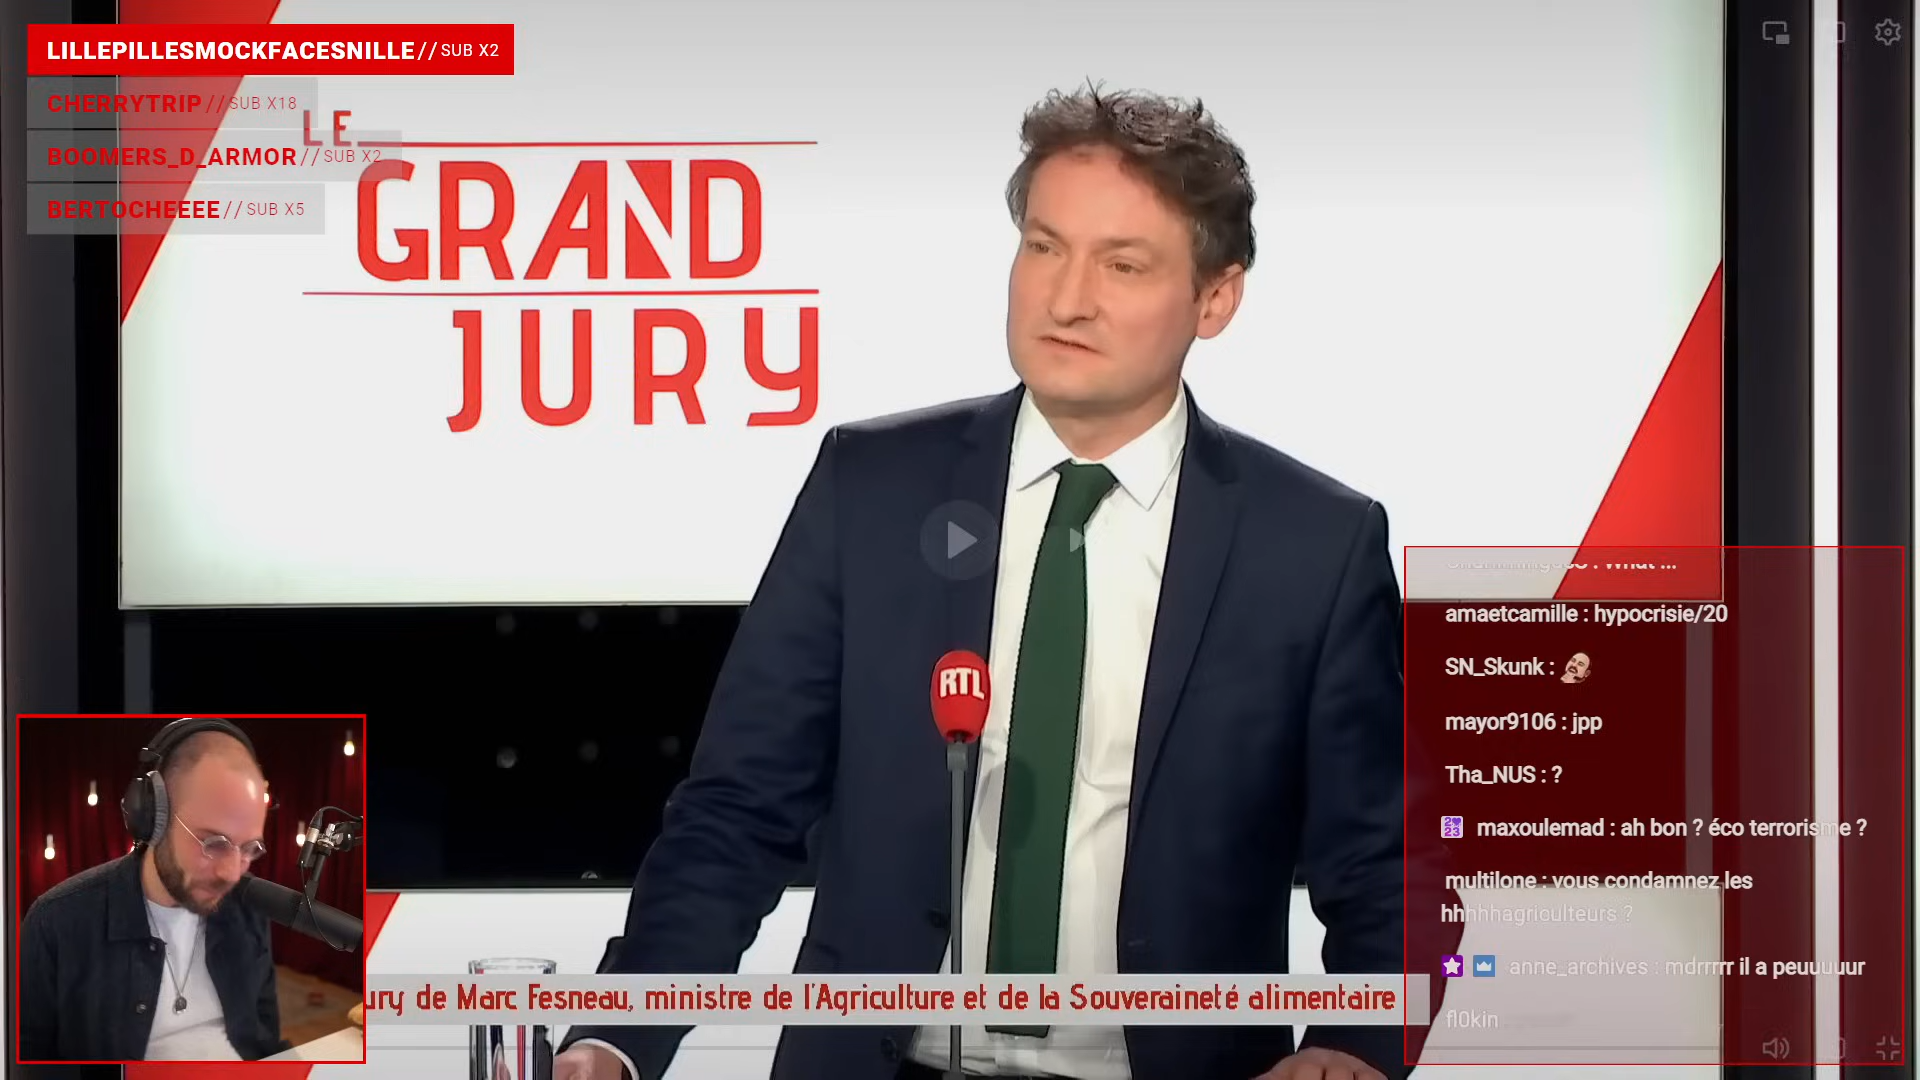 LILLEPILLESMOCKFACESNILLE // SUB X2
CHERRYTRIP // SUB X18
BOOMERS_D_ARMOR // SUB X2
BERTOCHEEEE // SUB X5
LE
GRAND
JURY
RTL
amaetcamille : hypocrisie/20
SN_Skunk :
mayor9106 : jpp
Tha_NUS : ?
maxoulemad : ah bon ? éco terrorisme ?
multilone : vous condamnez les
hhhhhagriculteurs ?
anne_archives : mdrrrrr il a peuuuuur
fl0kin
ury de Marc Fesneau, ministre de l'Agriculture et de la Souveraineté alimentaire